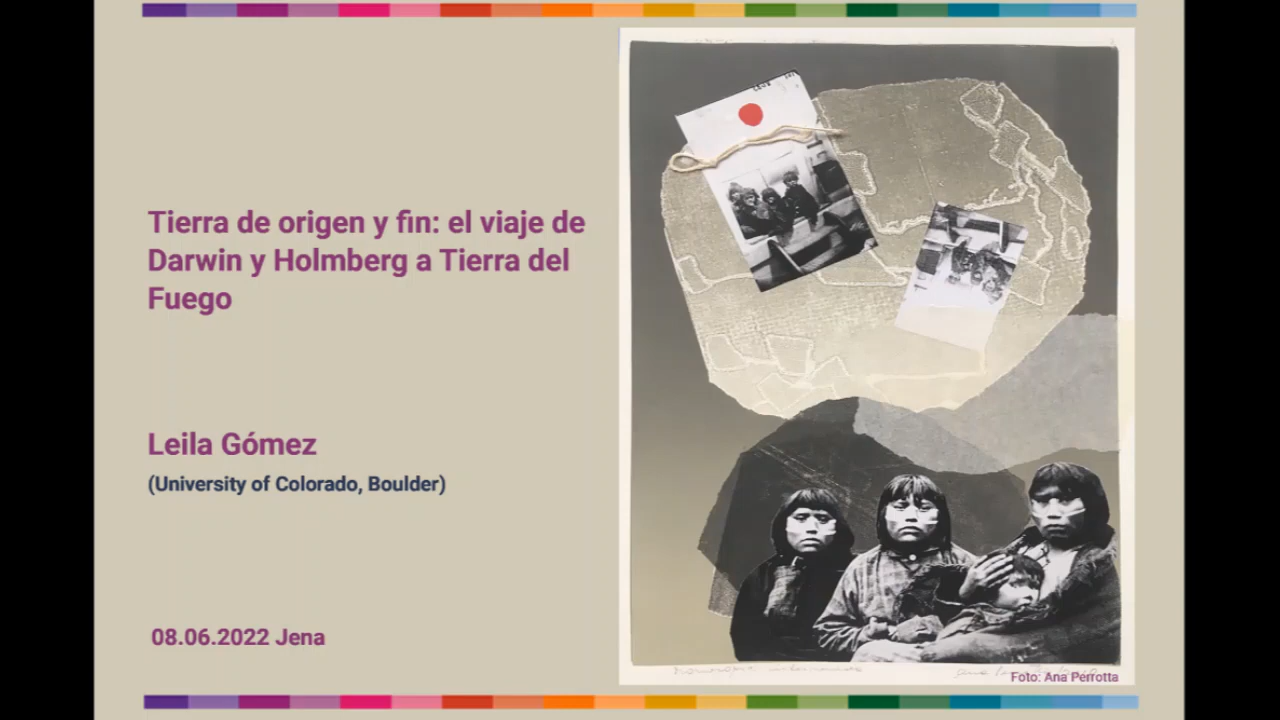 Tierra de origen y fin: el viaje de
Darwin y Holmberg a Tierra del
Fuego
Leila Gómez
(University of Colorado, Boulder)
08.06.2022 Jena
Foto: Ana Perrotta